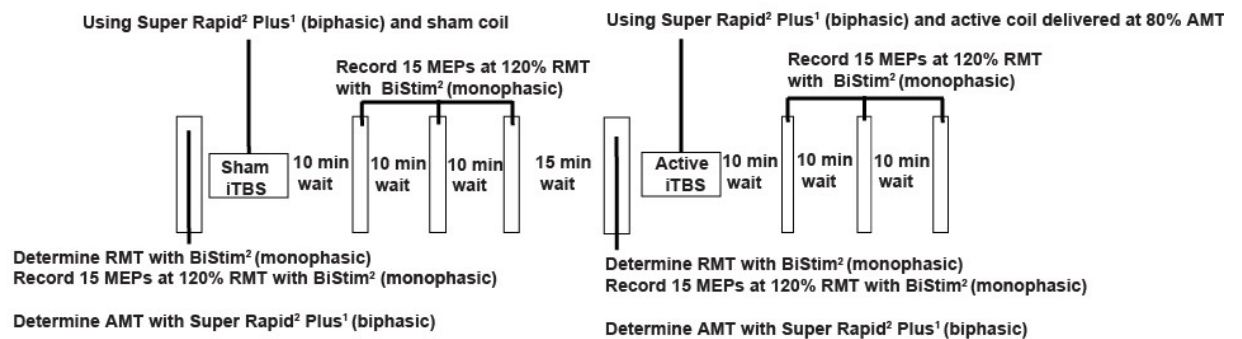 Using Super Rapid² Plus¹ (biphasic) and sham coil
Record 15 MEPs at 120% RMT
with BiStim² (monophasic)
Sham
iTBS
10 min
wait
10 min
wait
10 min
wait
15 min
wait
Determine RMT with BiStim² (monophasic)
Record 15 MEPs at 120% RMT with BiStim² (monophasic)
Determine AMT with Super Rapid² Plus¹ (biphasic)
Using Super Rapid² Plus¹ (biphasic) and active coil delivered at 80% AMT
Record 15 MEPs at 120% RMT
with BiStim² (monophasic)
Active
iTBS
10 min
wait
10 min
wait
10 min
wait
Determine RMT with BiStim² (monophasic)
Record 15 MEPs at 120% RMT with BiStim² (monophasic)
Determine AMT with Super Rapid² Plus¹ (biphasic)